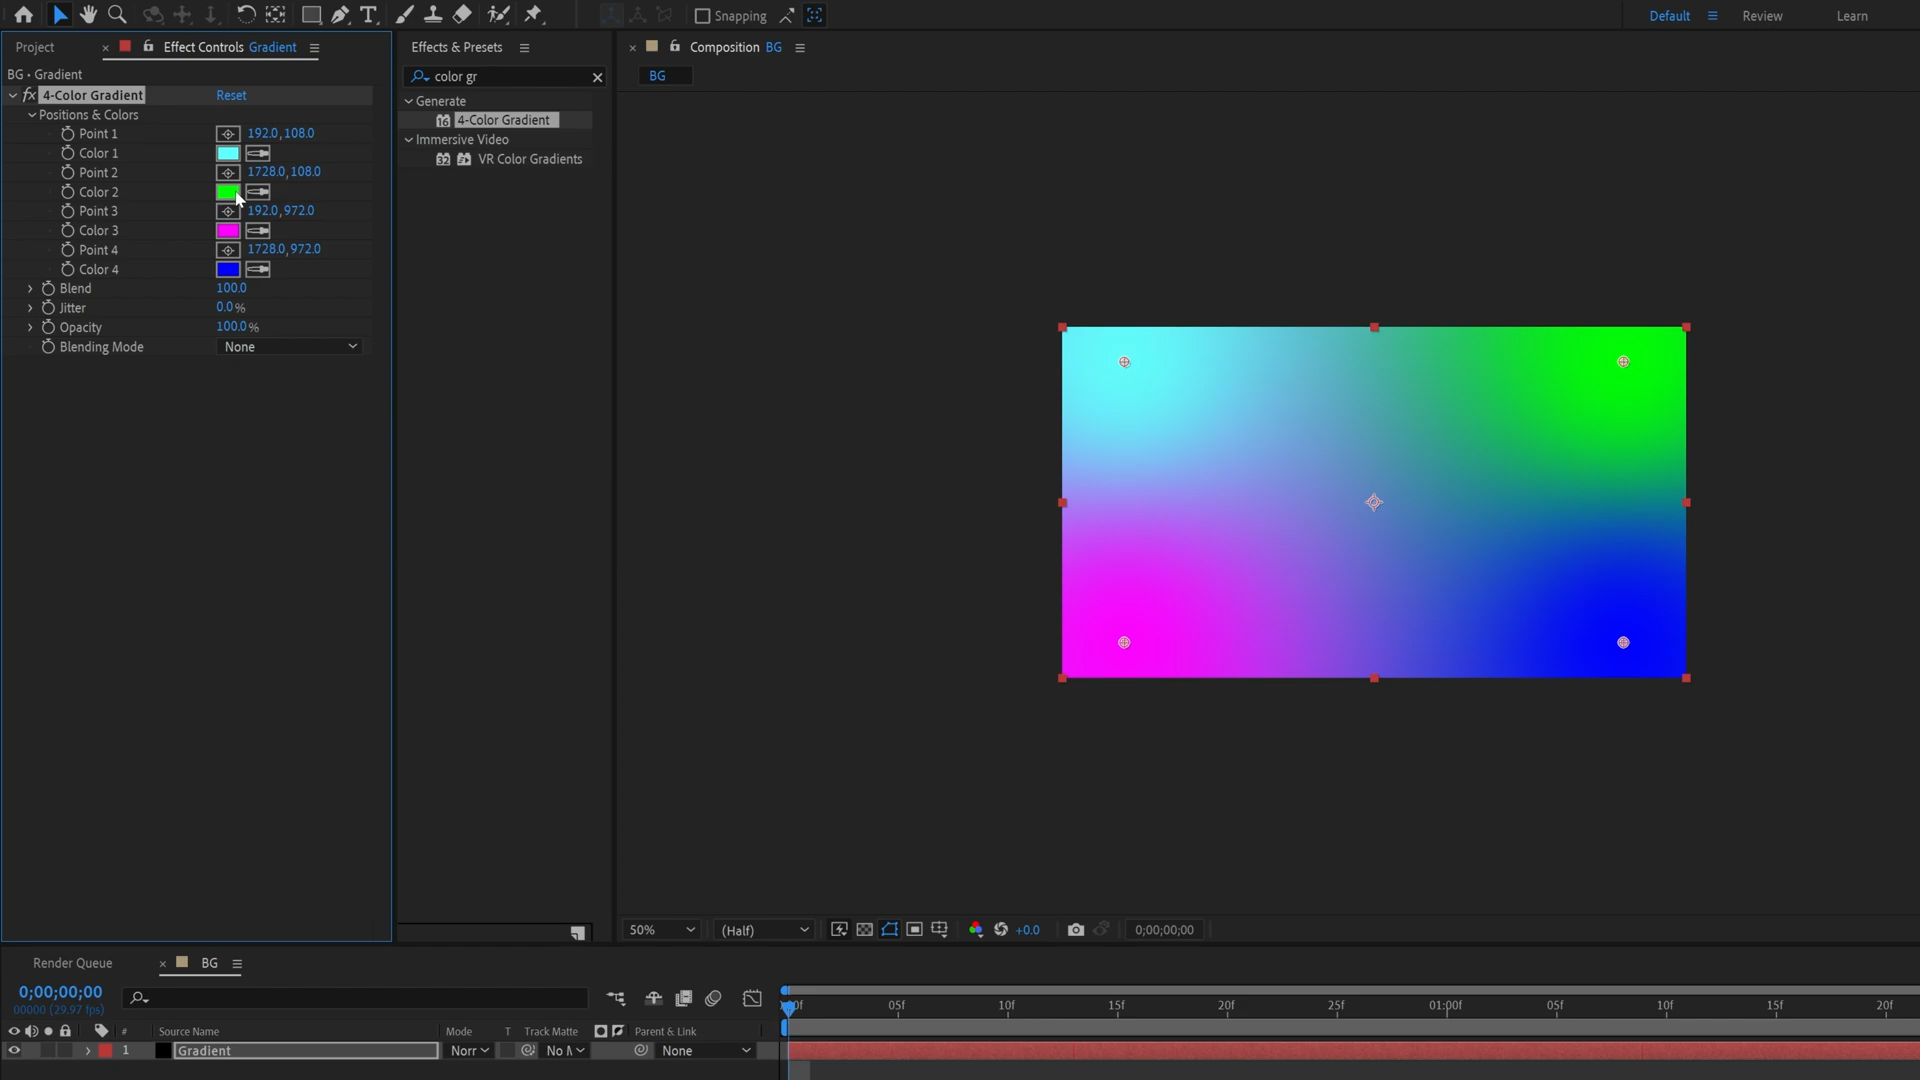 Snapping
Default
Review
Learn
Project
Effect Controls Gradient
Effects & Presets
Composition BG
BG • Gradient
color gr
BG
fx 4-Color Gradient Reset
Generate
Positions & Colors
16 4-Color Gradient
Point 1 192.0,108.0
Immersive Video
Color 1
32 VR Color Gradients
Point 2 1728.0,108.0
Color 2
Point 3 192.0,972.0
Color 3
Point 4 1728.0,972.0
Color 4
Blend 100.0
Jitter 0.0%
Opacity 100.0%
Blending Mode None
50% (Half) +0.0 0;00;00;00
Render Queue BG
0;00;00;00
00000 (29.97 fps)
05f 10f 15f 20f 25f 01:00f 05f 10f 15f 20f
# Source Name Mode T Track Matte Parent & Link
1 Gradient Norr None